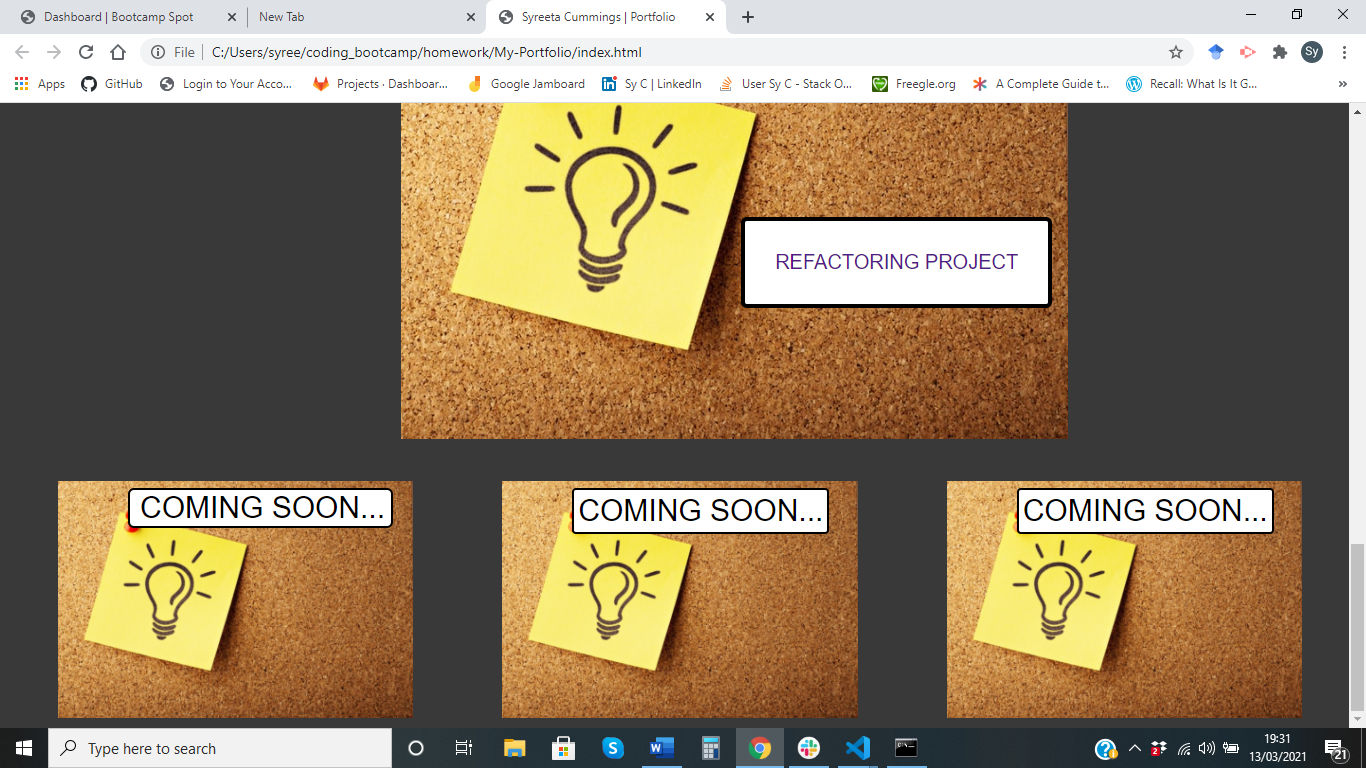 Dashboard | Bootcamp Spot
New Tab
Syreeta Cummings | Portfolio
File
C:/Users/syree/coding_bootcamp/homework/My-Portfolio/index.html
Sy
Apps
GitHub
Login to Your Acco...
Projects · Dashboar...
Google Jamboard
Sy C | LinkedIn
User Sy C - Stack O...
Freegle.org
A Complete Guide t...
Recall: What Is It G...
REFACTORING PROJECT
COMING SOON...
COMING SOON...
COMING SOON...
Type here to search
19:31
13/03/2021
21